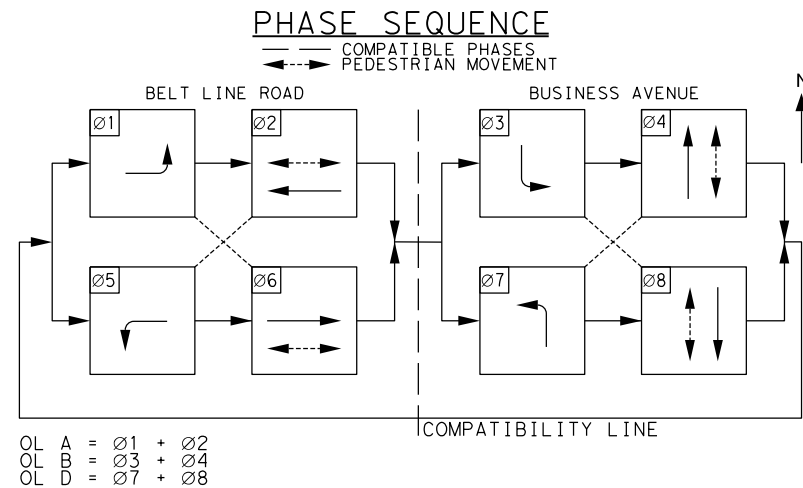 PHASE SEQUENCE
COMPATIBLE PHASES
PEDESTRIAN MOVEMENT
N
BELT LINE ROAD
BUSINESS AVENUE
Ø1
Ø2
Ø3
Ø4
Ø5
Ø6
Ø7
Ø8
COMPATIBILITY LINE
OL A = Ø1 + Ø2
OL B = Ø3 + Ø4
OL D = Ø7 + Ø8